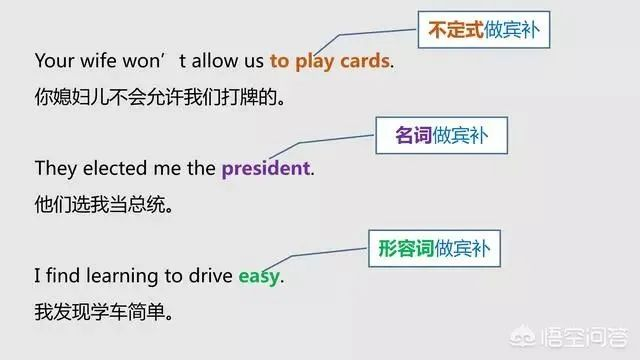 不定式做宾补
Your wife won't allow us to play cards.
你媳妇儿不会允许我们打牌的。
名词做宾补
They elected me the president.
他们选我当总统。
形容词做宾补
I find learning to drive easy.
我发现学车简单。
悟空问答